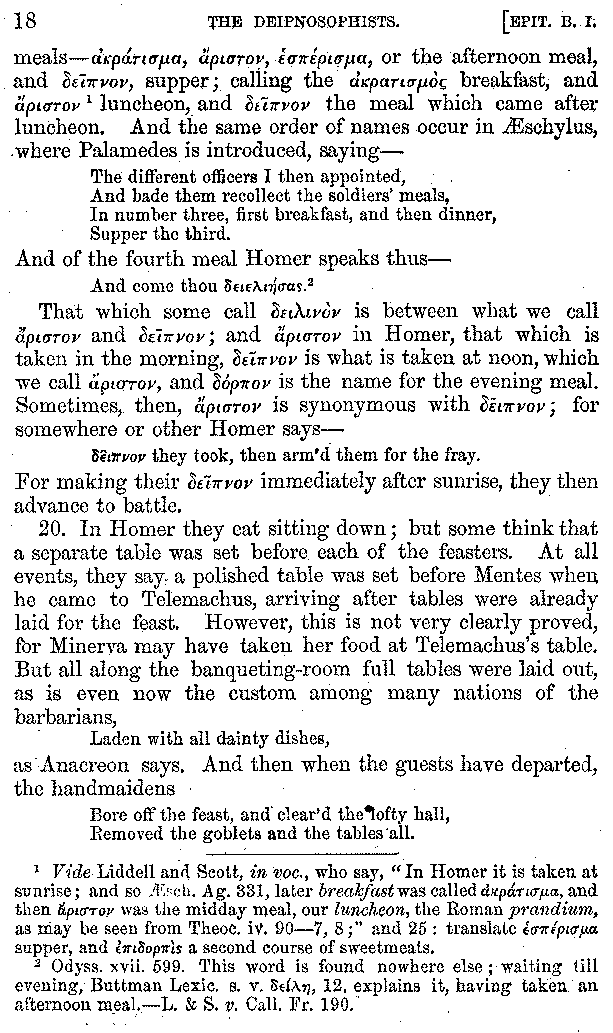 18 THE DEIPNOSOPHISTS. [EPIT. B. I.
meals—ἀκράτισμα, ἄριστον, ἑσπέρισμα, or the afternoon meal,
and δεῖπνον, supper; calling the ἀκρατισμὸς breakfast, and
ἄριστον ¹ luncheon, and δεῖπνον the meal which came after
luncheon. And the same order of names occur in Æschylus,
where Palamedes is introduced, saying—
The different officers I then appointed,
And bade them recollect the soldiers' meals,
In number three, first breakfast, and then dinner,
Supper the third.
And of the fourth meal Homer speaks thus—
And come thou δειελιήσας.²
That which some call δειλινὸν is between what we call
ἄριστον and δεῖπνον; and ἄριστον in Homer, that which is
taken in the morning, δεῖπνον is what is taken at noon, which
we call ἄριστον, and δόρπον is the name for the evening meal.
Sometimes, then, ἄριστον is synonymous with δεῖπνον; for
somewhere or other Homer says—
δεῖπνον they took, then arm'd them for the fray.
For making their δεῖπνον immediately after sunrise, they then
advance to battle.
20. In Homer they eat sitting down; but some think that
a separate table was set before each of the feasters. At all
events, they say a polished table was set before Mentes when
he came to Telemachus, arriving after tables were already
laid for the feast. However, this is not very clearly proved,
for Minerva may have taken her food at Telemachus's table.
But all along the banqueting-room full tables were laid out,
as is even now the custom among many nations of the
barbarians,
Laden with all dainty dishes,
as Anacreon says. And then when the guests have departed,
the handmaidens
Bore off the feast, and clear'd the lofty hall,
Removed the goblets and the tables all.
¹ Vide Liddell and Scott, in voc., who say, "In Homer it is taken at
sunrise; and so Æsch. Ag. 331, later breakfast was called ἀκράτισμα, and
then ἄριστον was the midday meal, our luncheon, the Roman prandium,
as may be seen from Theoc. iv. 90—7, 8;" and 25 : translate ἑσπέρισμα
supper, and ἐπιδορπὶς a second course of sweetmeats.
² Odyss. xvii. 599. This word is found nowhere else; waiting till
evening, Buttman Lexic. s. v. δείλη, 12, explains it, having taken an
afternoon meal.—L. & S. v. Call. Fr. 190.